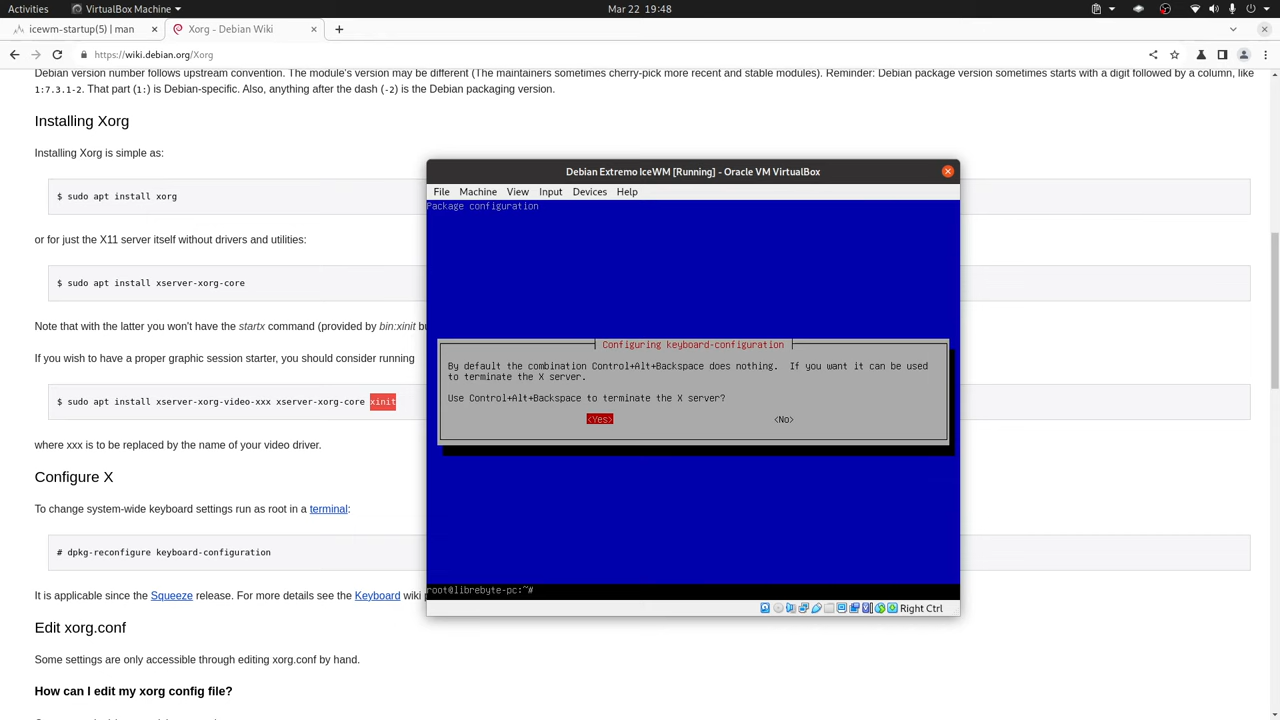 Activities
VirtualBox Machine
Mar 22 19:48
icewm-startup(5) | man
Xorg - Debian Wiki
https://wiki.debian.org/Xorg
Debian version number follows upstream convention. The module's version may be different (The maintainers sometimes cherry-pick more recent and stable modules). Reminder: Debian package version sometimes starts with a digit followed by a column, like
1:7.3.1-2. That part (1:) is Debian-specific. Also, anything after the dash (-2) is the Debian packaging version.
Installing Xorg
Installing Xorg is simple as:
$ sudo apt install xorg
or for just the X11 server itself without drivers and utilities:
$ sudo apt install xserver-xorg-core
Note that with the latter you won't have the startx command (provided by bin:xinit
If you wish to have a proper graphic session starter, you should consider running
$ sudo apt install xserver-xorg-video-xxx xserver-xorg-core xinit
where xxx is to be replaced by the name of your video driver.
Configure X
To change system-wide keyboard settings run as root in a terminal:
# dpkg-reconfigure keyboard-configuration
It is applicable since the Squeeze release. For more details see the Keyboard wiki
Edit xorg.conf
Some settings are only accessible through editing xorg.conf by hand.
How can I edit my xorg config file?
Debian Extremo IceWM [Running] - Oracle VM VirtualBox
File Machine View Input Devices Help
Package configuration
Configuring keyboard-configuration
By default the combination Control+Alt+Backspace does nothing. If you want it can be used
to terminate the X server.
Use Control+Alt+Backspace to terminate the X server?
<Yes> <No>
root@librebyte-pc:~#
Right Ctrl